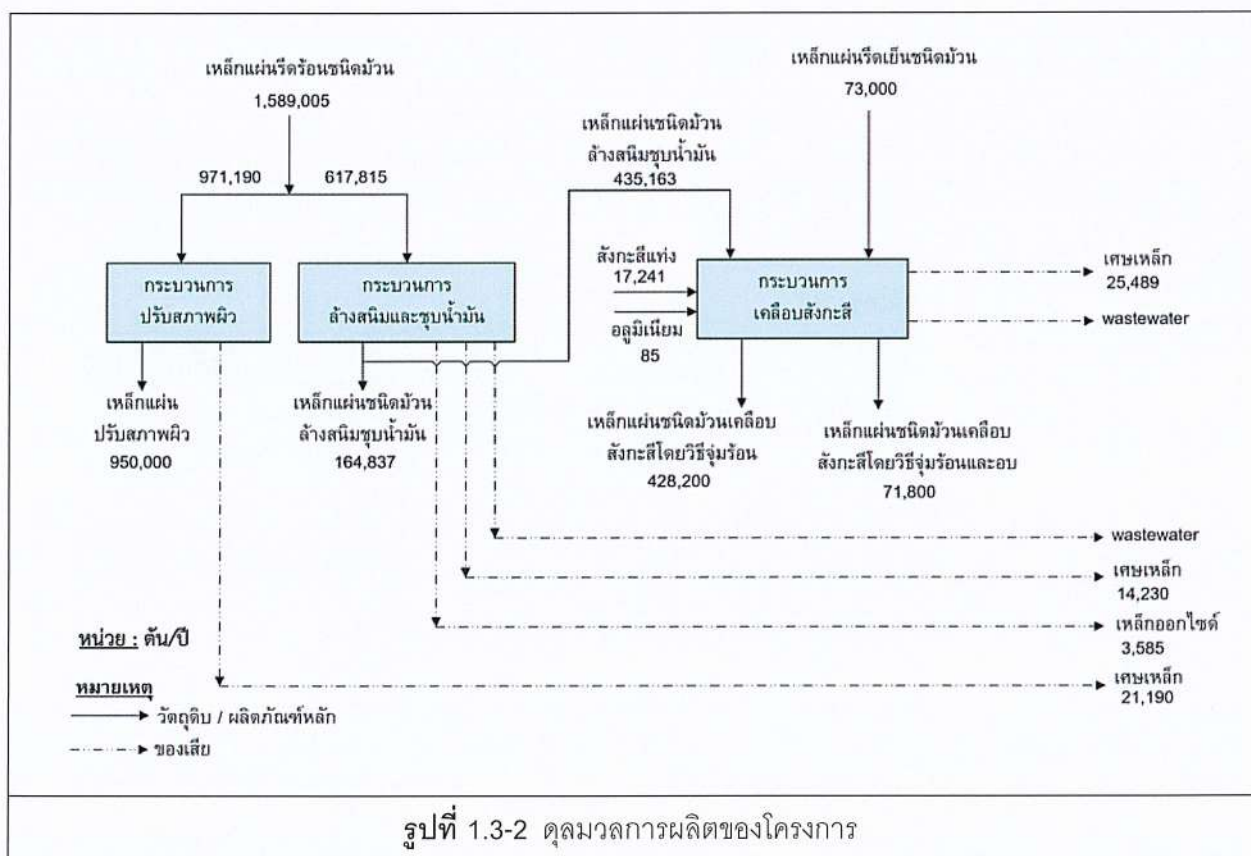 เหล็กแผ่นรีดร้อนชนิดม้วน
1,589,005
เหล็กแผ่นรีดเย็นชนิดม้วน
73,000
เหล็กแผ่นชนิดม้วน
ล้างสนิมชุบน้ำมัน
435,163
971,190
617,815
กระบวนการ
ปรับสภาพผิว
กระบวนการ
ล้างสนิมและชุบน้ำมัน
สังกะสีแท่ง
17,241
อลูมิเนียม
85
กระบวนการ
เคลือบสังกะสี
เศษเหล็ก
25,489
wastewater
เหล็กแผ่น
ปรับสภาพผิว
950,000
เหล็กแผ่นชนิดม้วน
ล้างสนิมชุบน้ำมัน
164,837
เหล็กแผ่นชนิดม้วนเคลือบ
สังกะสีโดยวิธีจุ่มร้อน
428,200
เหล็กแผ่นชนิดม้วนเคลือบ
สังกะสีโดยวิธีจุ่มร้อนและอบ
71,800
wastewater
เศษเหล็ก
14,230
เหล็กออกไซด์
3,585
เศษเหล็ก
21,190
หน่วย : ตัน/ปี
หมายเหตุ
วัตถุดิบ / ผลิตภัณฑ์หลัก
ของเสีย
รูปที่ 1.3-2 ดุลมวลการผลิตของโครงการ